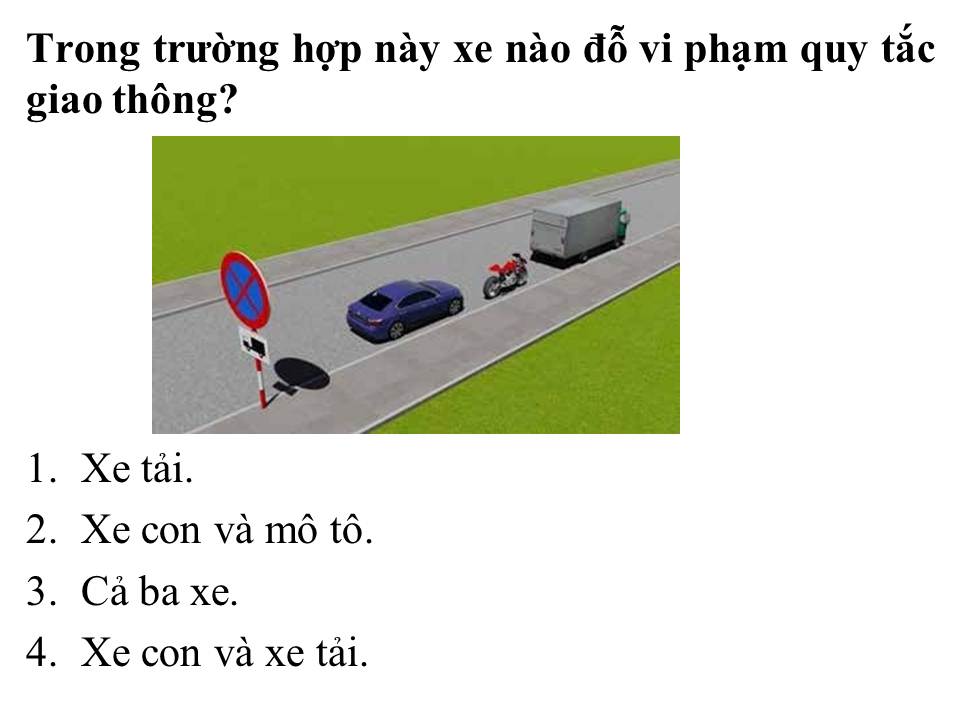 Trong trường hợp này xe nào đỗ vi phạm quy tắc
giao thông?
1. Xe tải.
2. Xe con và mô tô.
3. Cả ba xe.
4. Xe con và xe tải.